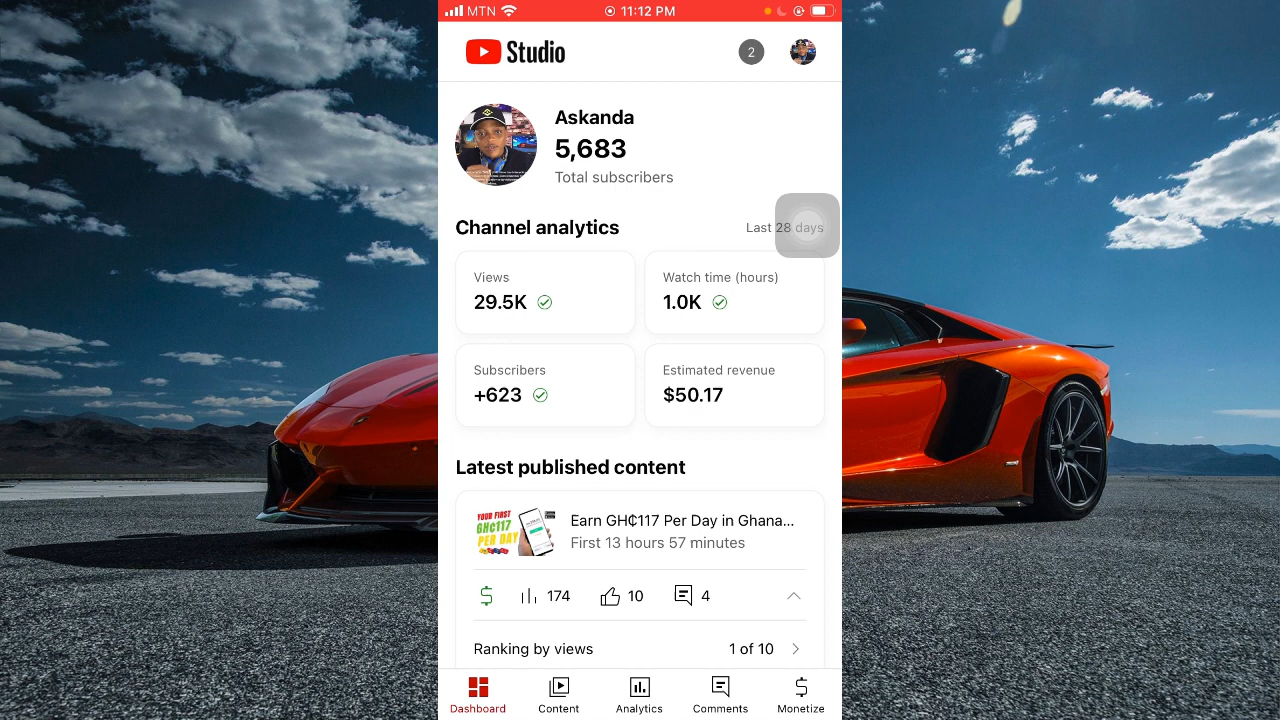 MTN 11:12 PM
Studio 2
Askanda
5,683
Total subscribers
Channel analytics Last 28 days
Views Watch time (hours)
29.5K 1.0K
Subscribers Estimated revenue
+623 $50.17
Latest published content
YOUR FIRST
GH¢117
PER DAY
Earn GH₵117 Per Day in Ghana...
First 13 hours 57 minutes
174 10 4
Ranking by views 1 of 10
Dashboard Content Analytics Comments Monetize